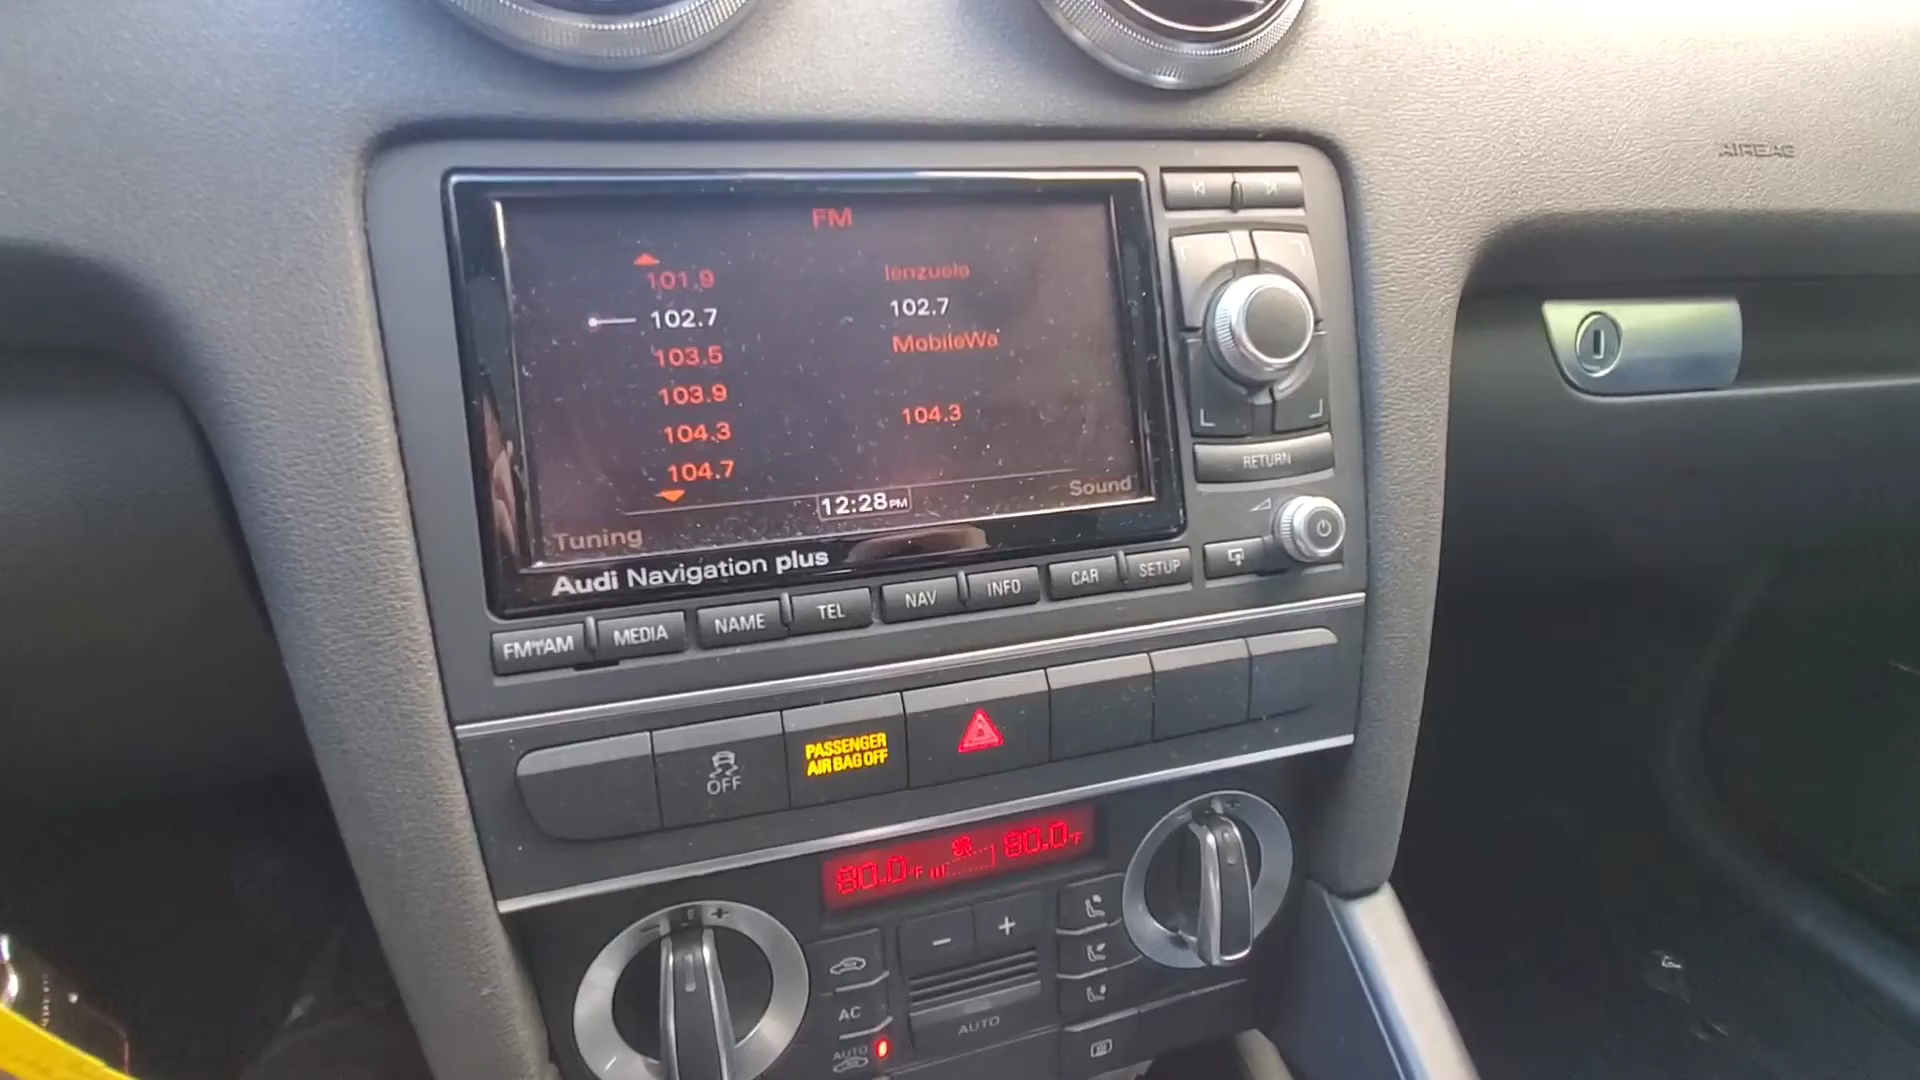 AIRBAG
FM
101.9 lenzuelo
102.7 102.7
103.5 MobileWa
103.9
104.3 104.3
104.7
12:28PM
Tuning Sound
Audi Navigation plus
RETURN
FM/AM MEDIA NAME TEL NAV INFO CAR SETUP
OFF
PASSENGER
AIR BAG OFF
80.0°F 80.0°F
- +
AC
AUTO
AUTO